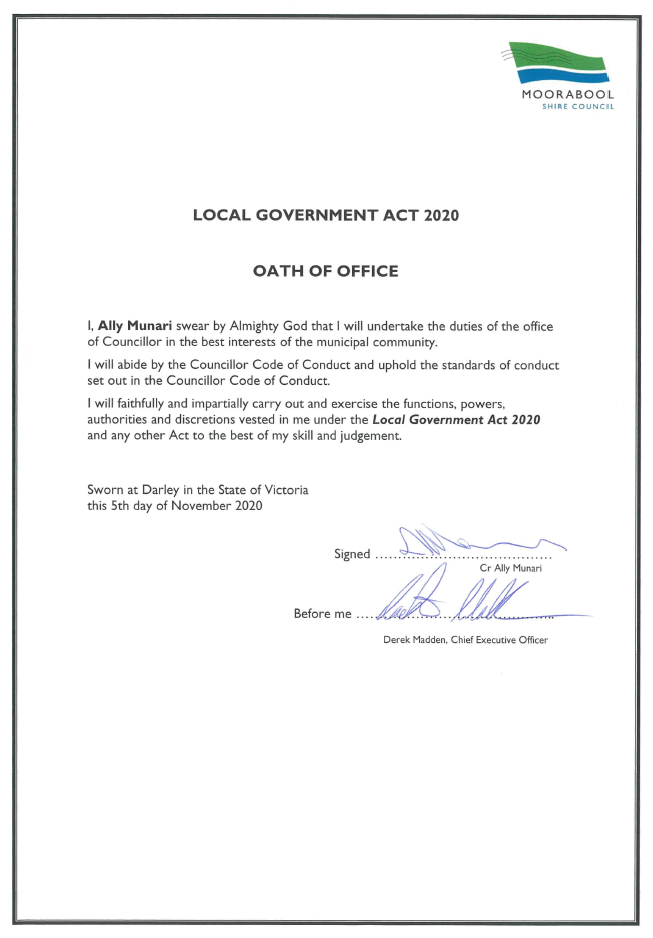 MOORABOOL
SHIRE COUNCIL
LOCAL GOVERNMENT ACT 2020
OATH OF OFFICE
I, Ally Munari swear by Almighty God that I will undertake the duties of the office
of Councillor in the best interests of the municipal community.
I will abide by the Councillor Code of Conduct and uphold the standards of conduct
set out in the Councillor Code of Conduct.
I will faithfully and impartially carry out and exercise the functions, powers,
authorities and discretions vested in me under the Local Government Act 2020
and any other Act to the best of my skill and judgement.
Sworn at Darley in the State of Victoria
this 5th day of November 2020
Signed
Cr Ally Munari
Before me
Derek Madden, Chief Executive Officer